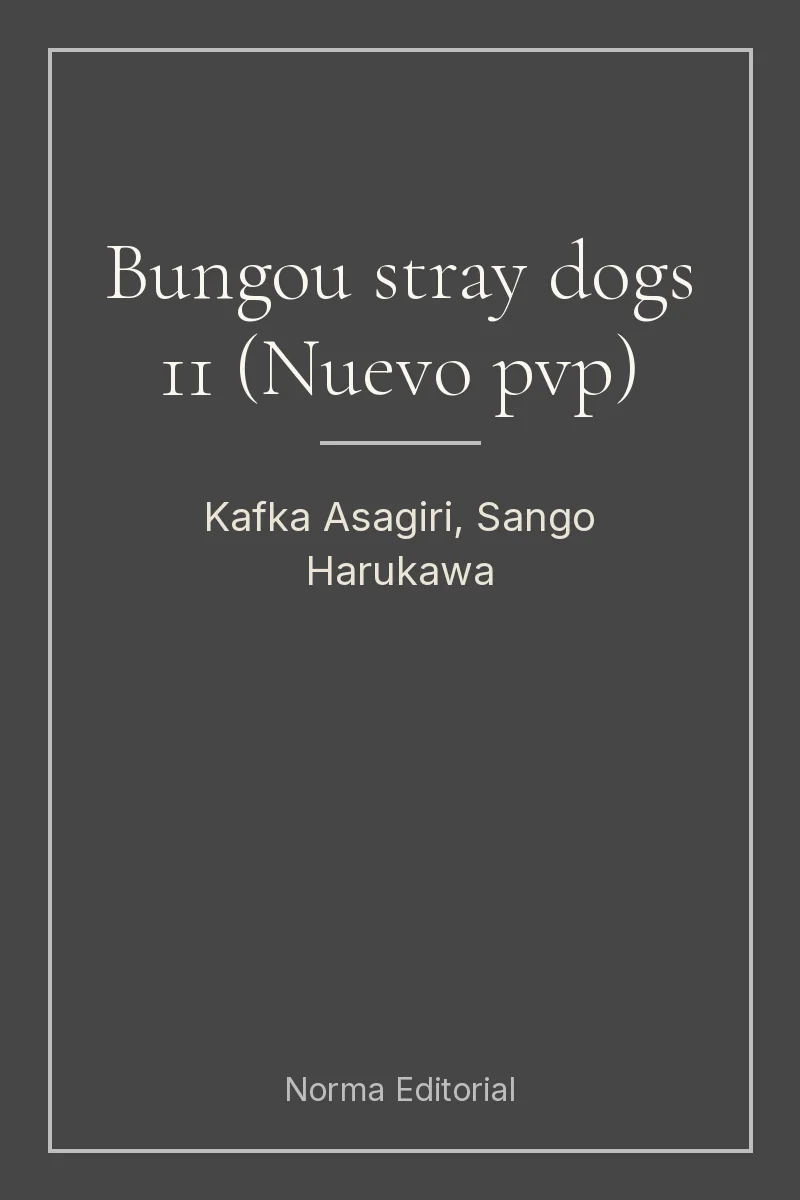 Bungou stray dogs
11 (Nuevo pvp)
Kafka Asagiri, Sango
Harukawa
Norma Editorial